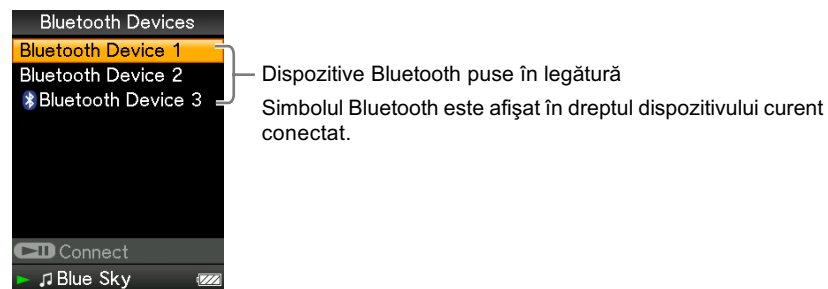 Bluetooth Devices
Bluetooth Device 1
Bluetooth Device 2
Bluetooth Device 3
Dispozitive Bluetooth puse în legătură
Simbolul Bluetooth este afişat în dreptul dispozitivului curent
conectat.
Connect
Blue Sky